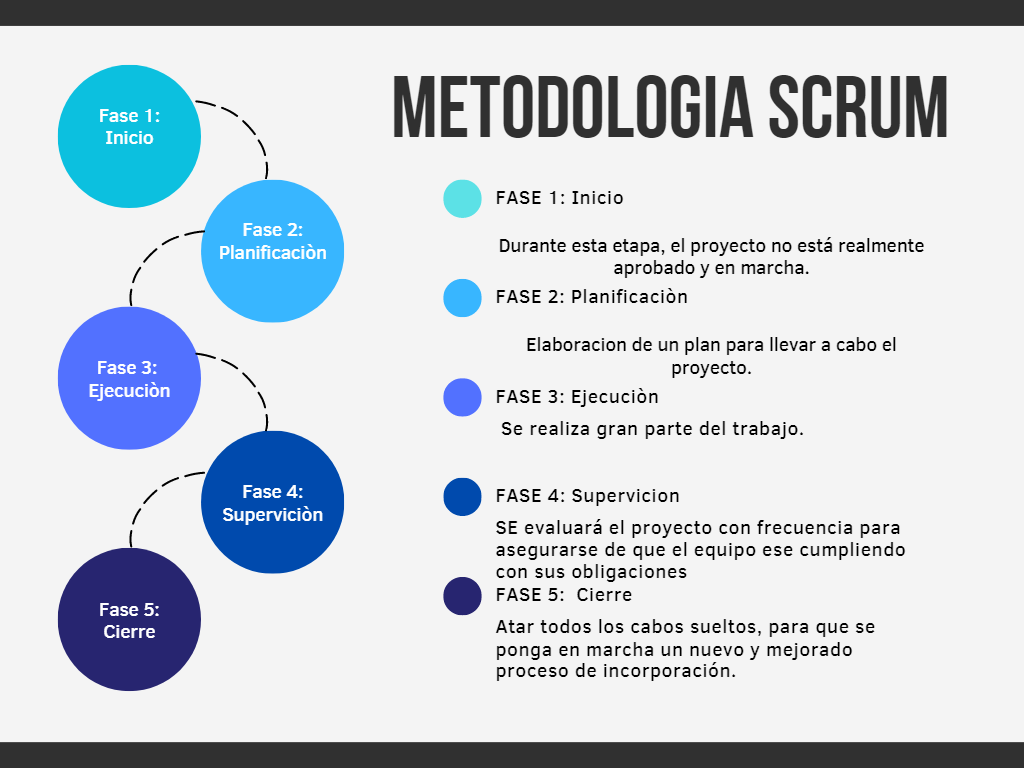 METODOLOGIA SCRUM
Fase 1:
Inicio
Fase 2:
Planificaciòn
Fase 3:
Ejecuciòn
Fase 4:
Superviciòn
Fase 5:
Cierre
FASE 1: Inicio
Durante esta etapa, el proyecto no está realmente
aprobado y en marcha.
FASE 2: Planificaciòn
Elaboracion de un plan para llevar a cabo el
proyecto.
FASE 3: Ejecuciòn
Se realiza gran parte del trabajo.
FASE 4: Supervicion
SE evaluará el proyecto con frecuencia para
asegurarse de que el equipo ese cumpliendo
con sus obligaciones
FASE 5:  Cierre
Atar todos los cabos sueltos, para que se
ponga en marcha un nuevo y mejorado
proceso de incorporación.